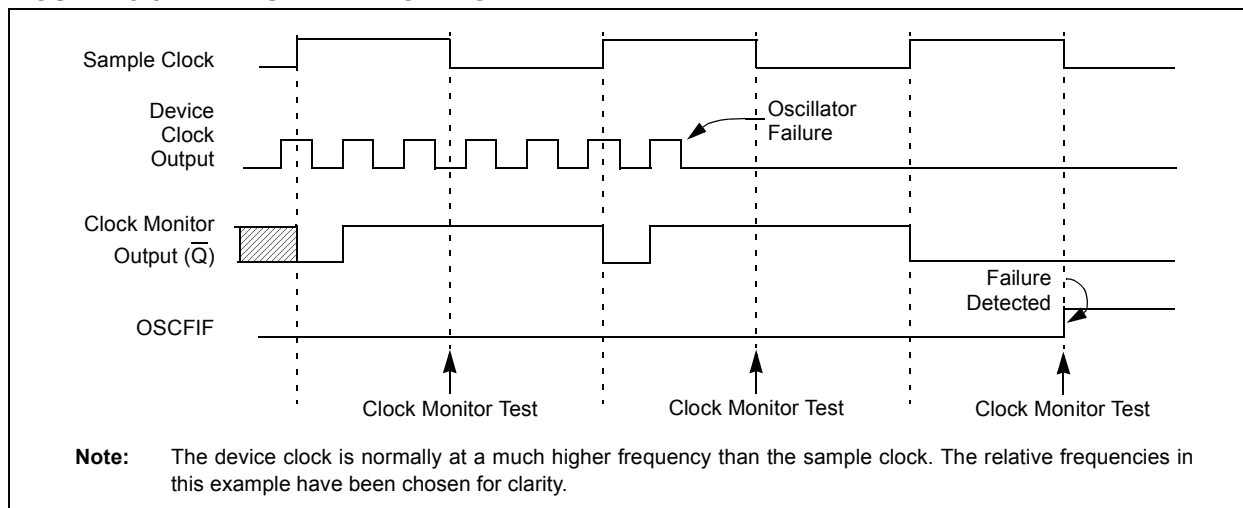 Sample Clock
Device
Clock
Output
Oscillator
Failure
Clock Monitor
Output (Q̅)
Failure
Detected
OSCFIF
Clock Monitor Test
Clock Monitor Test
Clock Monitor Test
Note: The device clock is normally at a much higher frequency than the sample clock. The relative frequencies in
this example have been chosen for clarity.